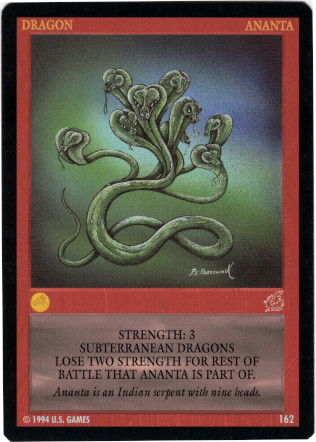 DRAGON ANANTA
STRENGTH: 3
SUBTERRANEAN DRAGONS
LOSE TWO STRENGTH FOR REST OF
BATTLE THAT ANANTA IS PART OF.
Ananta is an Indian serpent with nine heads.
© 1994 U.S. GAMES 162